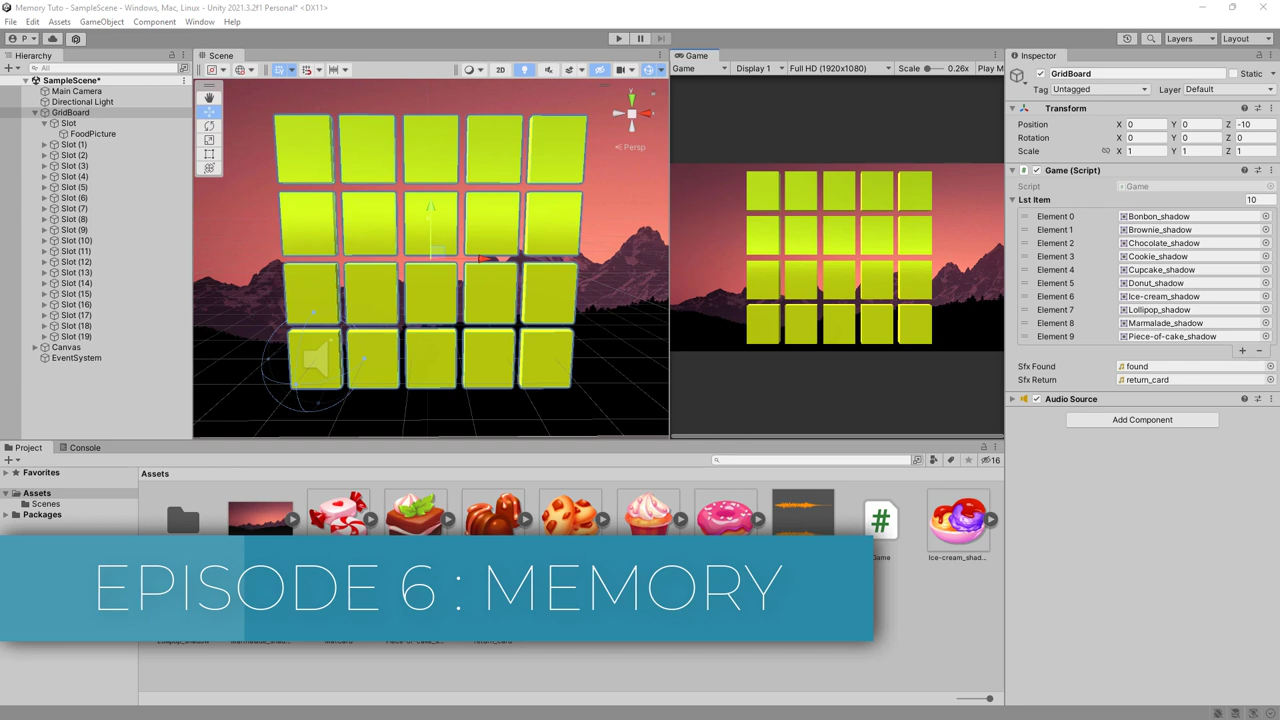 Memory Tuto - SampleScene - Windows, Mac, Linux - Unity 2021.3.2f1 Personal* <DX11>
File Edit Assets GameObject Component Window Help
P
Layers Layout
Hierarchy
All
SampleScene*
Main Camera
Directional Light
GridBoard
Slot
FoodPicture
Slot (1)
Slot (2)
Slot (3)
Slot (4)
Slot (5)
Slot (6)
Slot (7)
Slot (8)
Slot (9)
Slot (10)
Slot (11)
Slot (12)
Slot (13)
Slot (14)
Slot (15)
Slot (16)
Slot (17)
Slot (18)
Slot (19)
Canvas
EventSystem
Scene
2D
y
Persp
Game
Game Display 1 Full HD (1920x1080) Scale 0.26x Play M
Inspector
GridBoard Static
Tag Untagged Layer Default
Transform
Position X 0 Y 0 Z -10
Rotation X 0 Y 0 Z 0
Scale X 1 Y 1 Z 1
# Game (Script)
Script Game
Lst Item 10
Element 0 Bonbon_shadow
Element 1 Brownie_shadow
Element 2 Chocolate_shadow
Element 3 Cookie_shadow
Element 4 Cupcake_shadow
Element 5 Donut_shadow
Element 6 Ice-cream_shadow
Element 7 Lollipop_shadow
Element 8 Marmalade_shadow
Element 9 Piece-of-cake_shadow
+ −
Sfx Found found
Sfx Return return_card
Audio Source
Add Component
Project Console
16
Favorites
Assets
Scenes
Packages
Assets
#
Game Ice-cream_shad...
EPISODE 6 : MEMORY